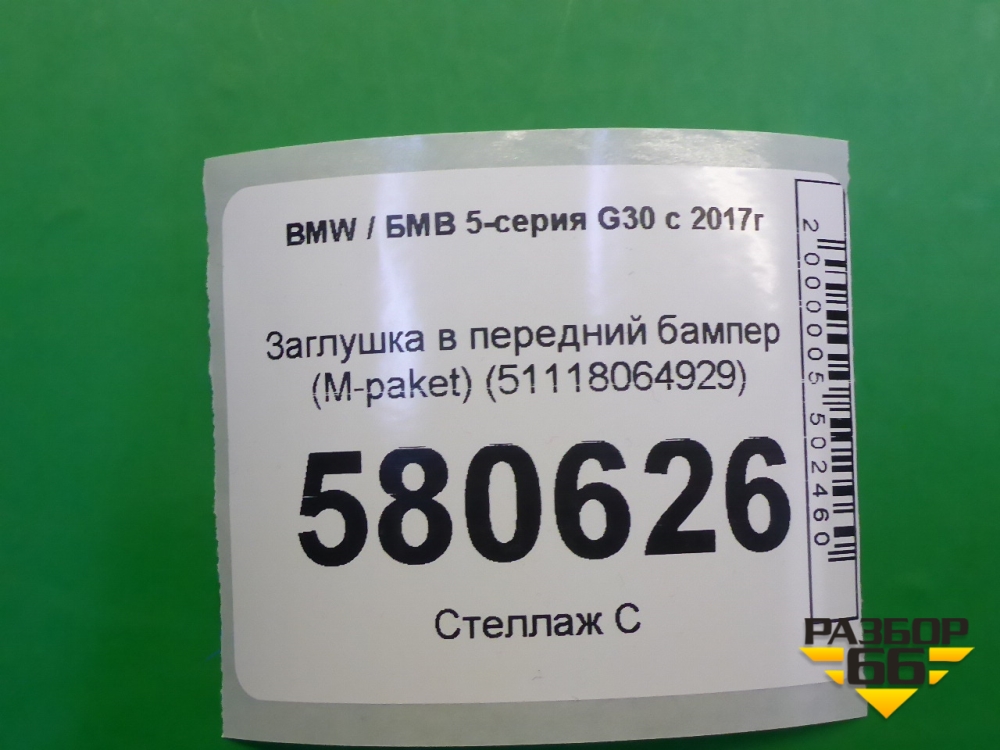 BMW / БМВ 5-серия G30 с 2017г
Заглушка в передний бампер
(M-paket) (51118064929)
580626
Стеллаж С
2000005502460
РАЗБОР
66